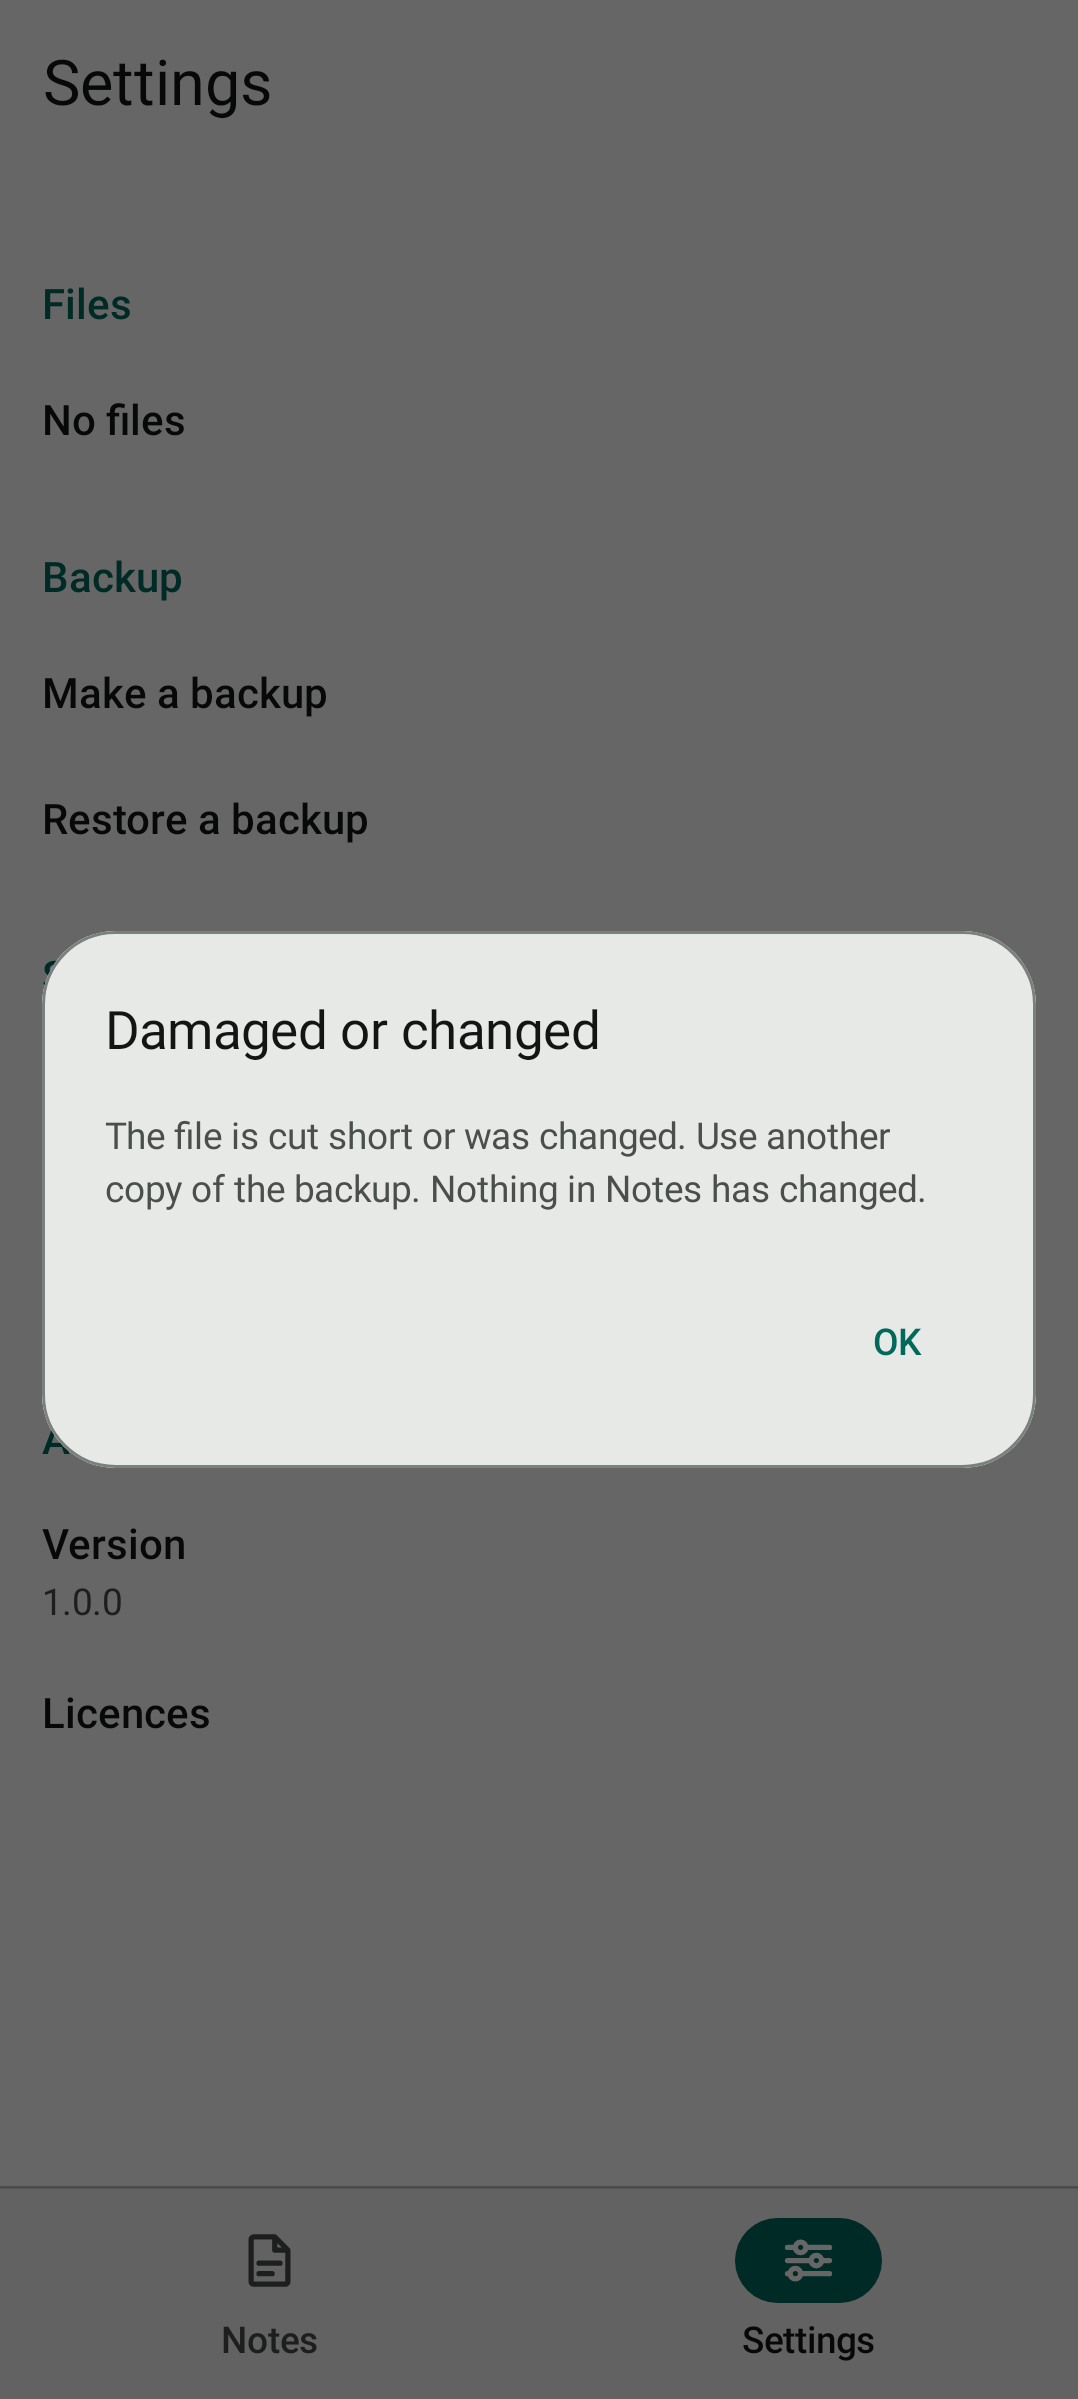 Settings
Files
No files
Backup
Make a backup
Restore a backup
Damaged or changed
The file is cut short or was changed. Use another
copy of the backup. Nothing in Notes has changed.
OK
Version
1.0.0
Licences
Notes
Settings